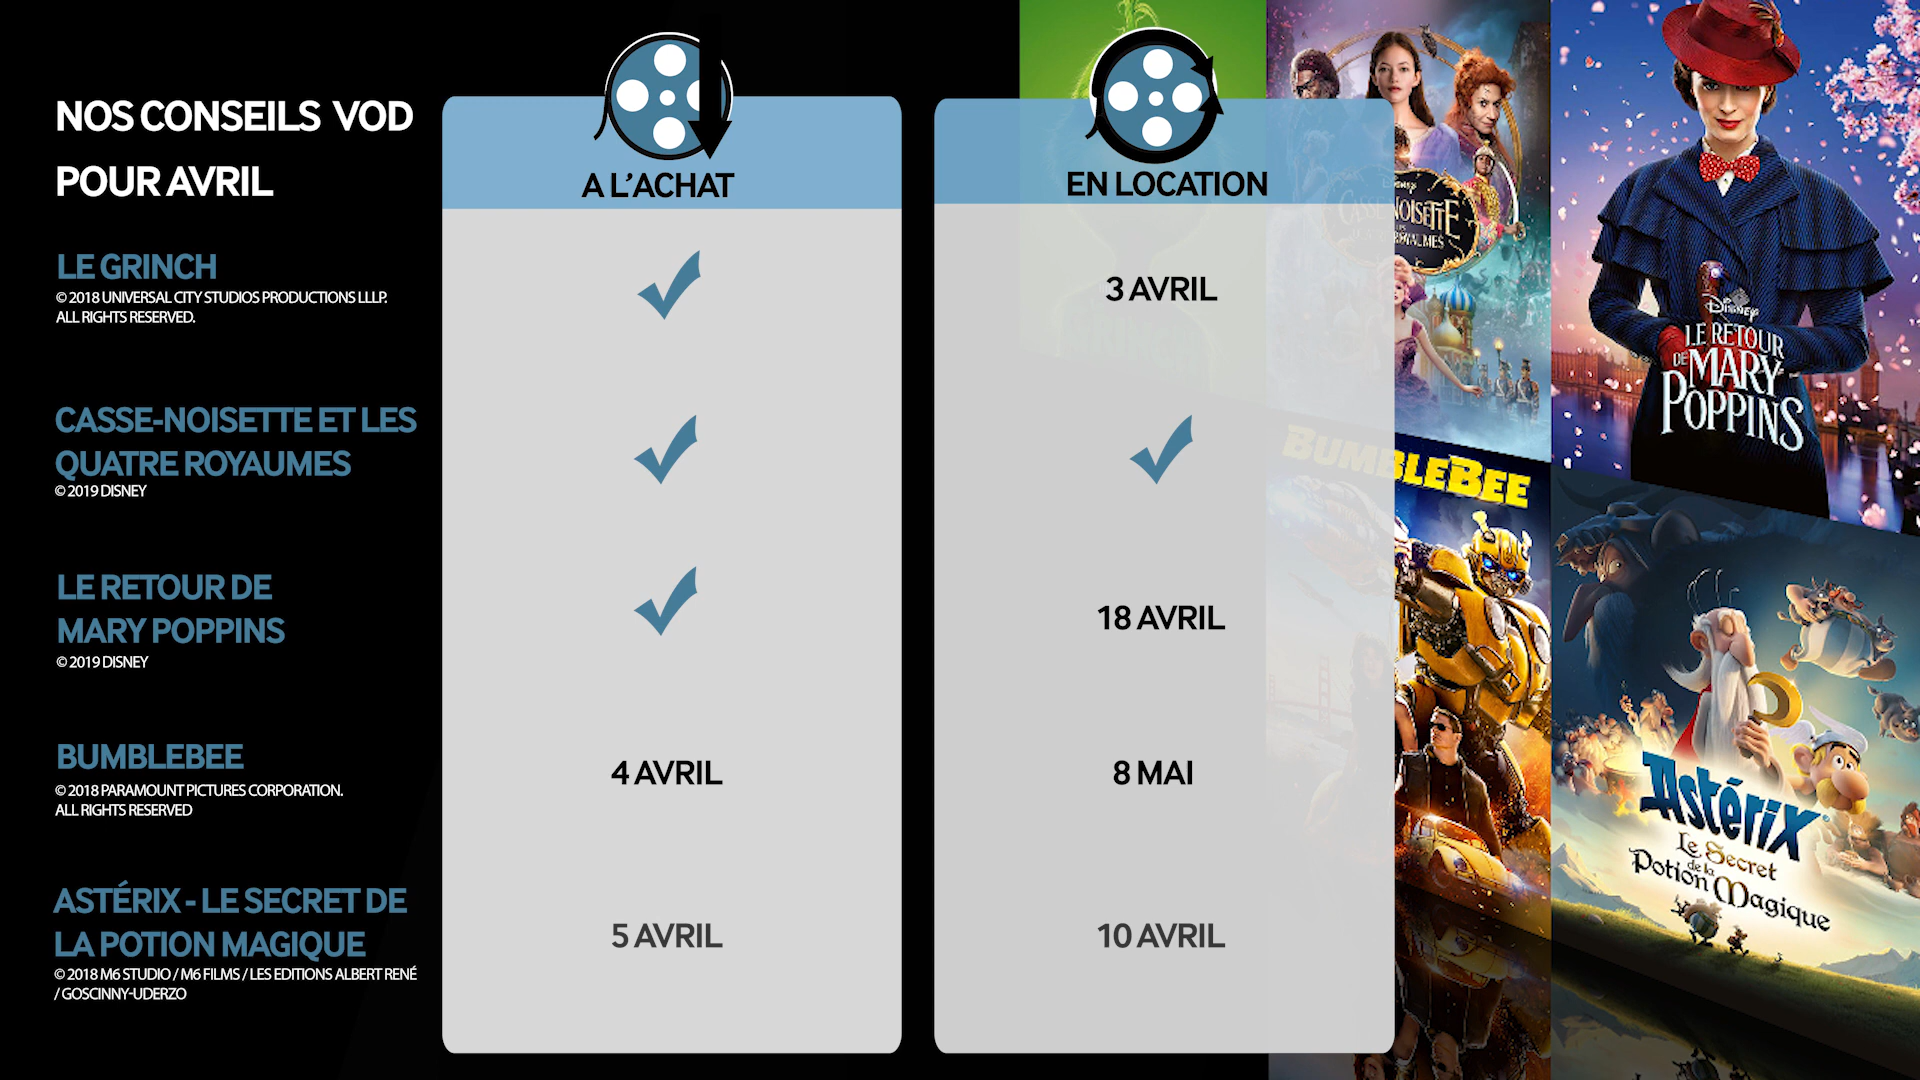 NOS CONSEILS VOD
POUR AVRIL
A L'ACHAT
EN LOCATION
LE GRINCH
© 2018 UNIVERSAL CITY STUDIOS PRODUCTIONS LLLP.
ALL RIGHTS RESERVED.
3 AVRIL
CASSE-NOISETTE ET LES
QUATRE ROYAUMES
© 2019 DISNEY
LE RETOUR DE
MARY POPPINS
© 2019 DISNEY
18 AVRIL
BUMBLEBEE
© 2018 PARAMOUNT PICTURES CORPORATION.
ALL RIGHTS RESERVED
4 AVRIL
8 MAI
ASTÉRIX - LE SECRET DE
LA POTION MAGIQUE
© 2018 M6 STUDIO / M6 FILMS / LES EDITIONS ALBERT RENÉ
/ GOSCINNY-UDERZO
5 AVRIL
10 AVRIL
DISNEY
CASSE NOISETTE
ROYAUMES
DISNEY
LE RETOUR
DE MARY
POPPINS
BUMBLEBEE
Astérix
Le Secret
de la
Potion Magique